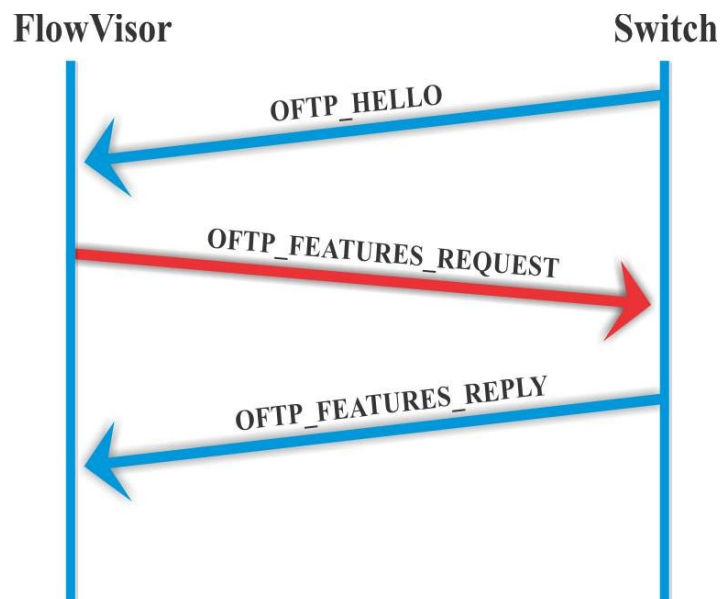 FlowVisor
Switch
OFTP_HELLO
OFTP_FEATURES_REQUEST
OFTP_FEATURES_REPLY